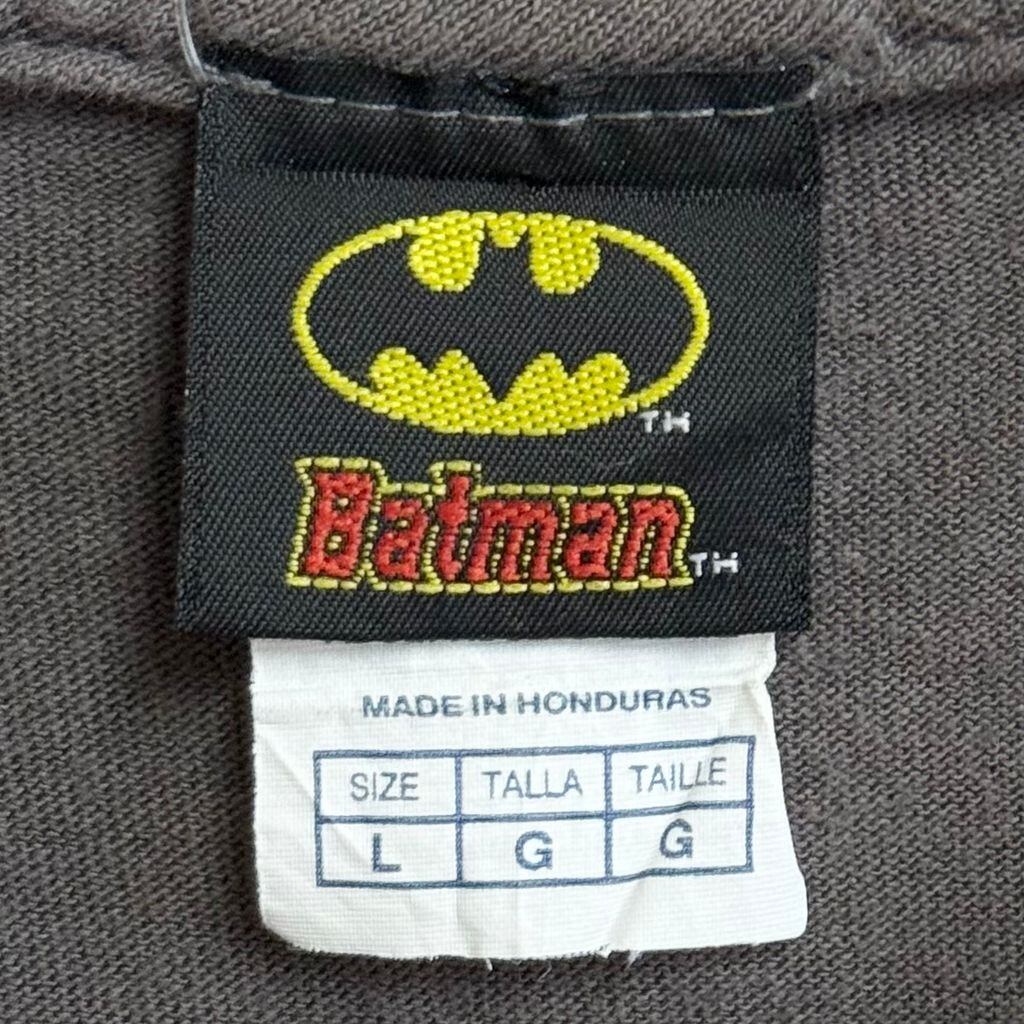 TM
Batman TM
MADE IN HONDURAS
SIZE TALLA TAILLE
L G G